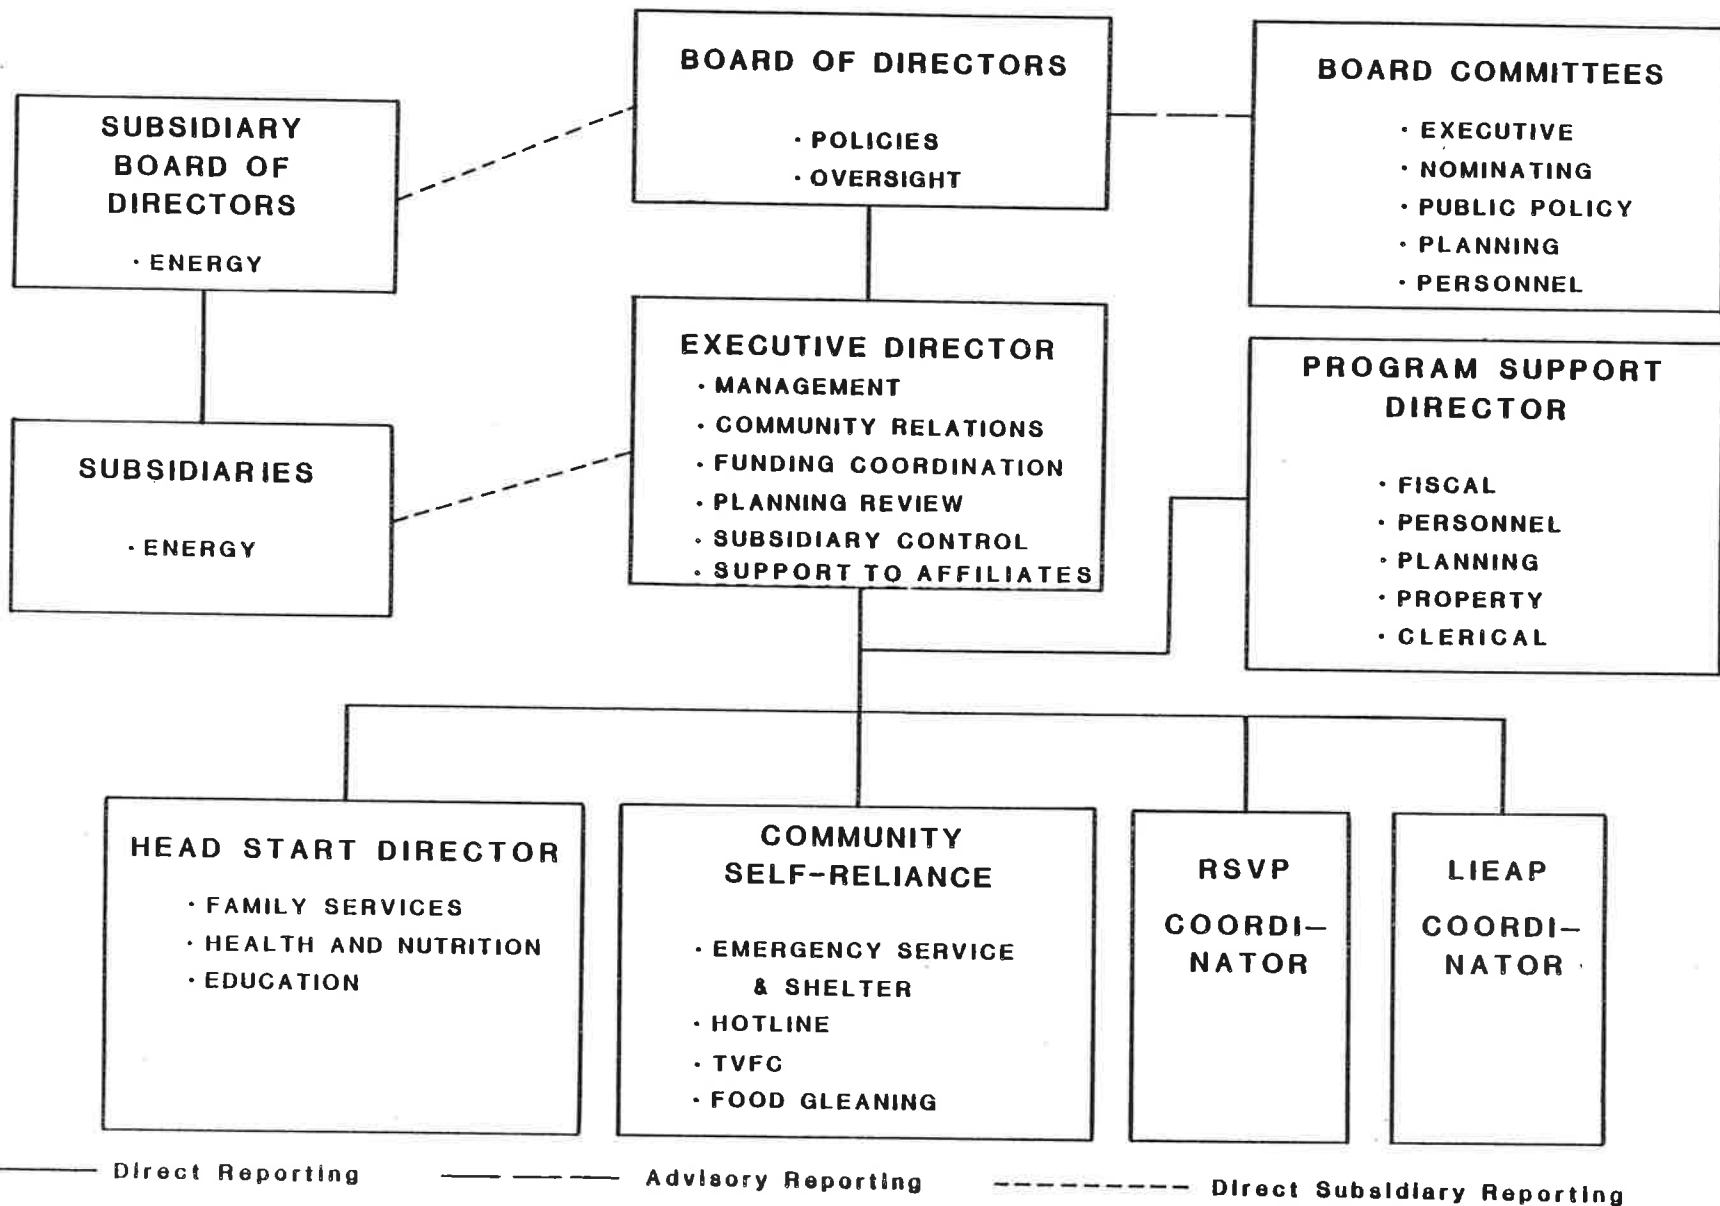 BOARD OF DIRECTORS
· POLICIES
· OVERSIGHT
BOARD COMMITTEES
· EXECUTIVE
· NOMINATING
· PUBLIC POLICY
· PLANNING
· PERSONNEL
SUBSIDIARY
BOARD OF
DIRECTORS
· ENERGY
EXECUTIVE DIRECTOR
· MANAGEMENT
· COMMUNITY RELATIONS
· FUNDING COORDINATION
· PLANNING REVIEW
· SUBSIDIARY CONTROL
· SUPPORT TO AFFILIATES
PROGRAM SUPPORT
DIRECTOR
· FISCAL
· PERSONNEL
· PLANNING
· PROPERTY
· CLERICAL
SUBSIDIARIES
· ENERGY
HEAD START DIRECTOR
· FAMILY SERVICES
· HEALTH AND NUTRITION
· EDUCATION
COMMUNITY
SELF-RELIANCE
· EMERGENCY SERVICE
& SHELTER
· HOTLINE
· TVFC
· FOOD GLEANING
RSVP
COORDI-
NATOR
LIEAP
COORDI-
NATOR
Direct Reporting
Advisory Reporting
Direct Subsidiary Reporting